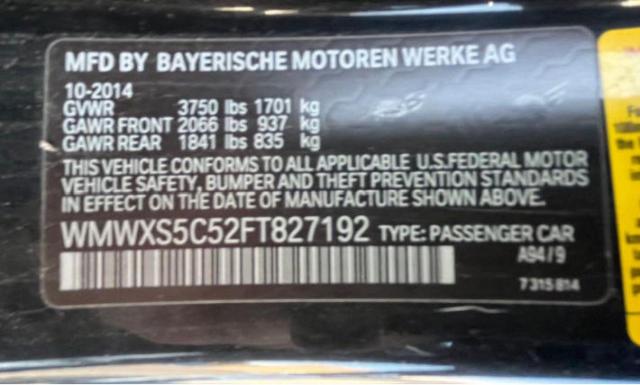 MFD BY BAYERISCHE MOTOREN WERKE AG
10-2014
GVWR 3750 lbs 1701 kg
GAWR FRONT 2066 lbs 937 kg
GAWR REAR 1841 lbs 835 kg
THIS VEHICLE CONFORMS TO ALL APPLICABLE U.S.FEDERAL MOTOR
VEHICLE SAFETY, BUMPER AND THEFT PREVENTION STANDARDS
IN EFFECT ON THE DATE OF MANUFACTURE SHOWN ABOVE.
WMWXS5C52FT827192 TYPE: PASSENGER CAR
A94/9
7315814